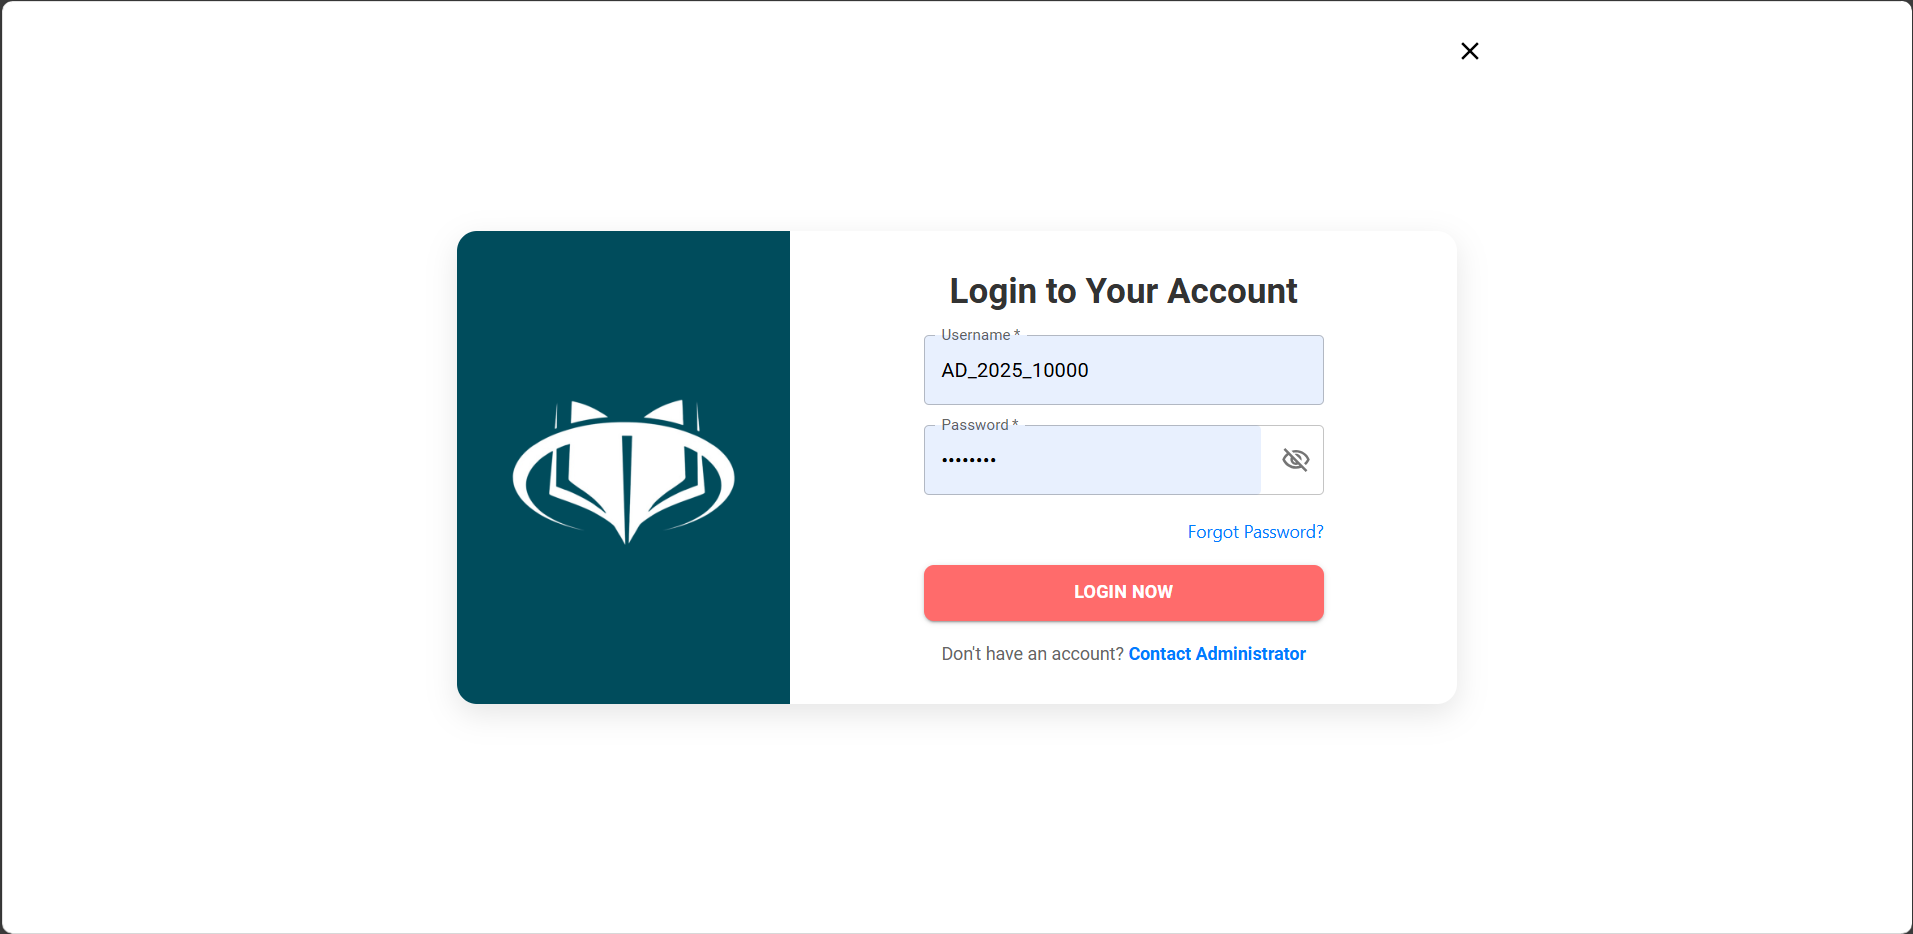 Login to Your Account
Username *
AD_2025_10000
Password *
••••••••
Forgot Password?
LOGIN NOW
Don't have an account? Contact Administrator